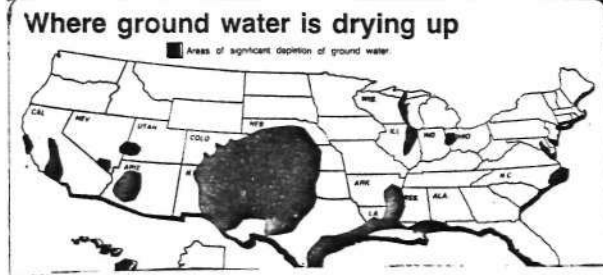 Where ground water is drying up
Areas of significant depletion of ground water.
WIS.
CAL
NEV
UTAH
COLO
NEB
ILL
IND
OHIO
ARIZ
N
ARK.
N.C.
LA.
MISS.
ALA.